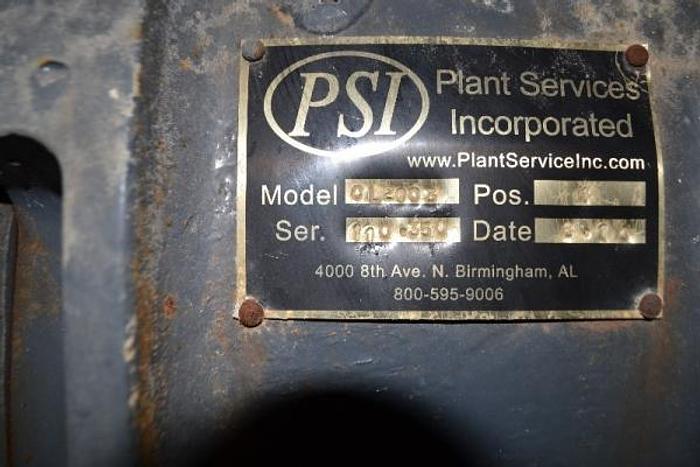 PSI Plant Services
Incorporated
www.PlantServiceInc.com
Model Pos.
Ser. Date
4000 8th Ave. N. Birmingham, AL
800-595-9006